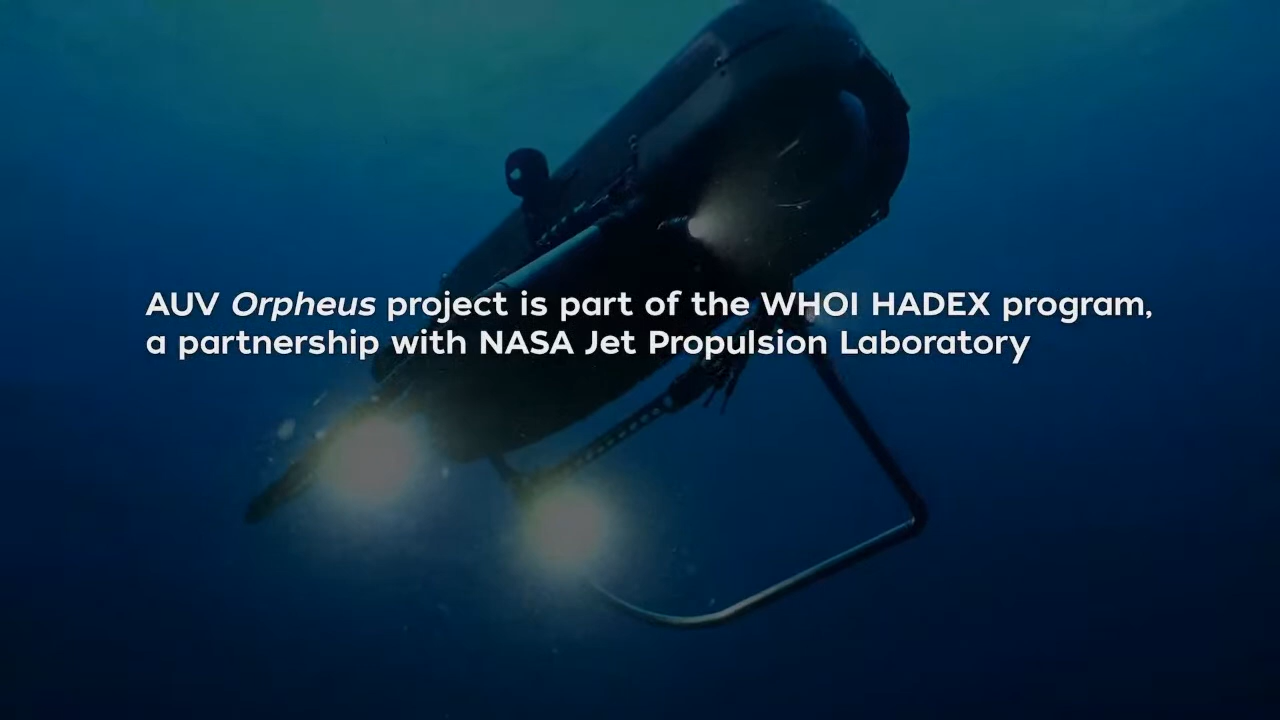 AUV Orpheus project is part of the WHOI HADEX program,
a partnership with NASA Jet Propulsion Laboratory